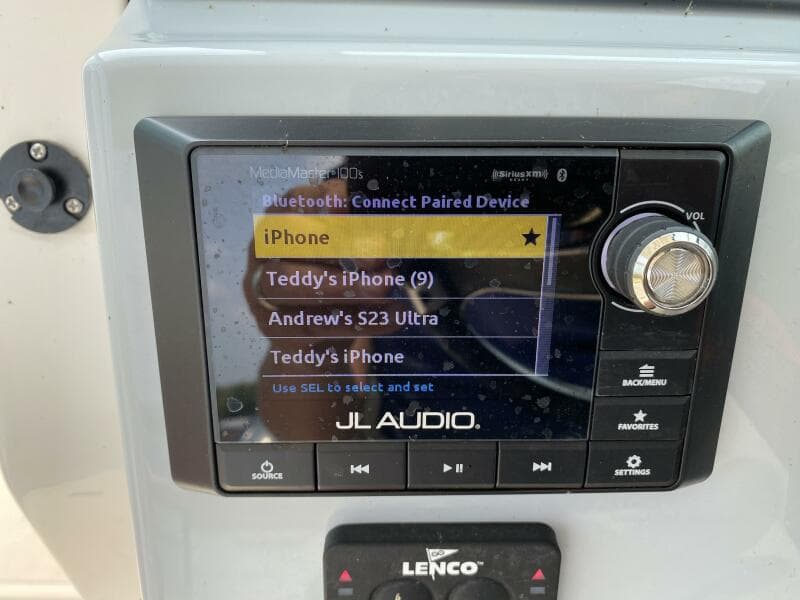 MediaMaster 100s
((SiriusXM))
READY
Bluetooth: Connect Paired Device
iPhone ★
Teddy's iPhone (9)
Andrew's S23 Ultra
Teddy's iPhone
Use SEL to select and set
JL AUDIO®
VOL
BACK/MENU
FAVORITES
SOURCE
SETTINGS
LENCO™